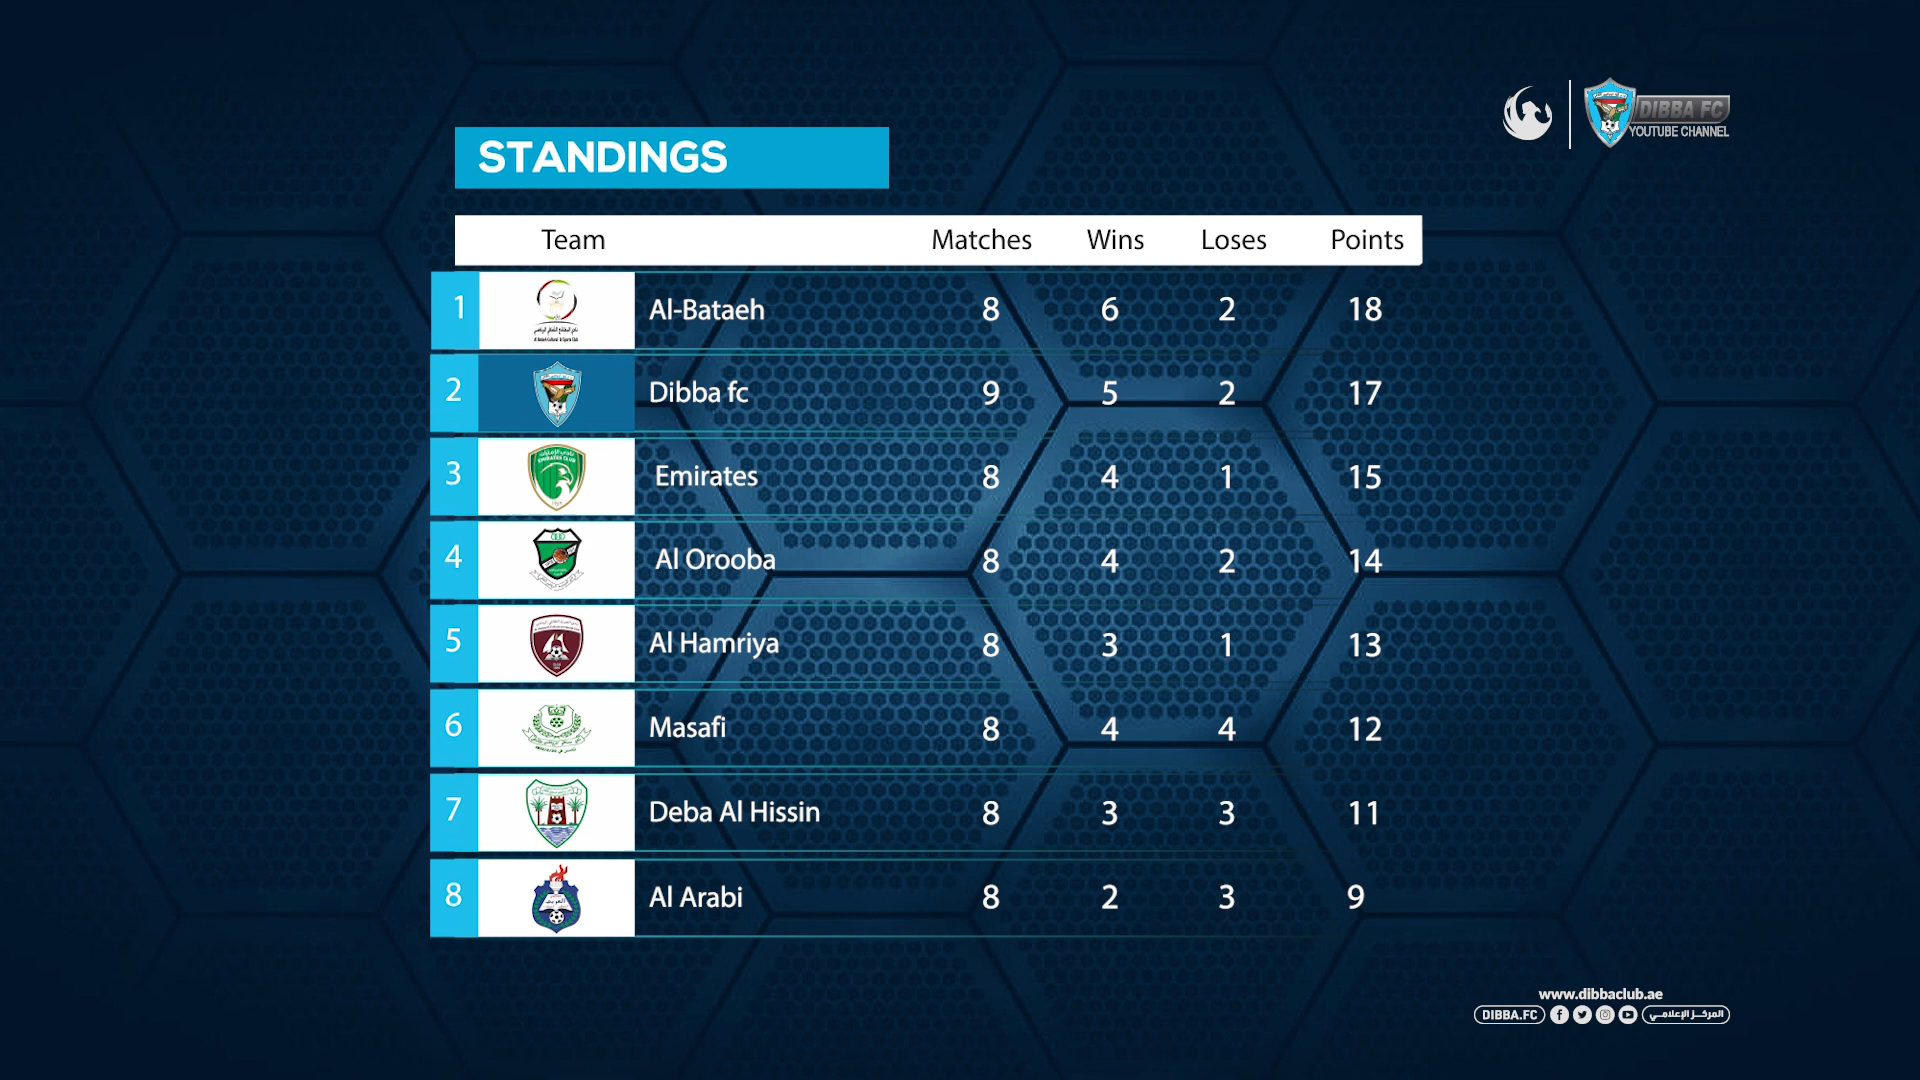 DIBBA FC
YOUTUBE CHANNEL
STANDINGS
Team Matches Wins Loses Points
1 Al-Bataeh 8 6 2 18
2 Dibba fc 9 5 2 17
3 Emirates 8 4 1 15
4 Al Orooba 8 4 2 14
5 Al Hamriya 8 3 1 13
6 Masafi 8 4 4 12
7 Deba Al Hissin 8 3 3 11
8 Al Arabi 8 2 3 9
www.dibbaclub.ae
DIBBA.FC المركز الإعلامي